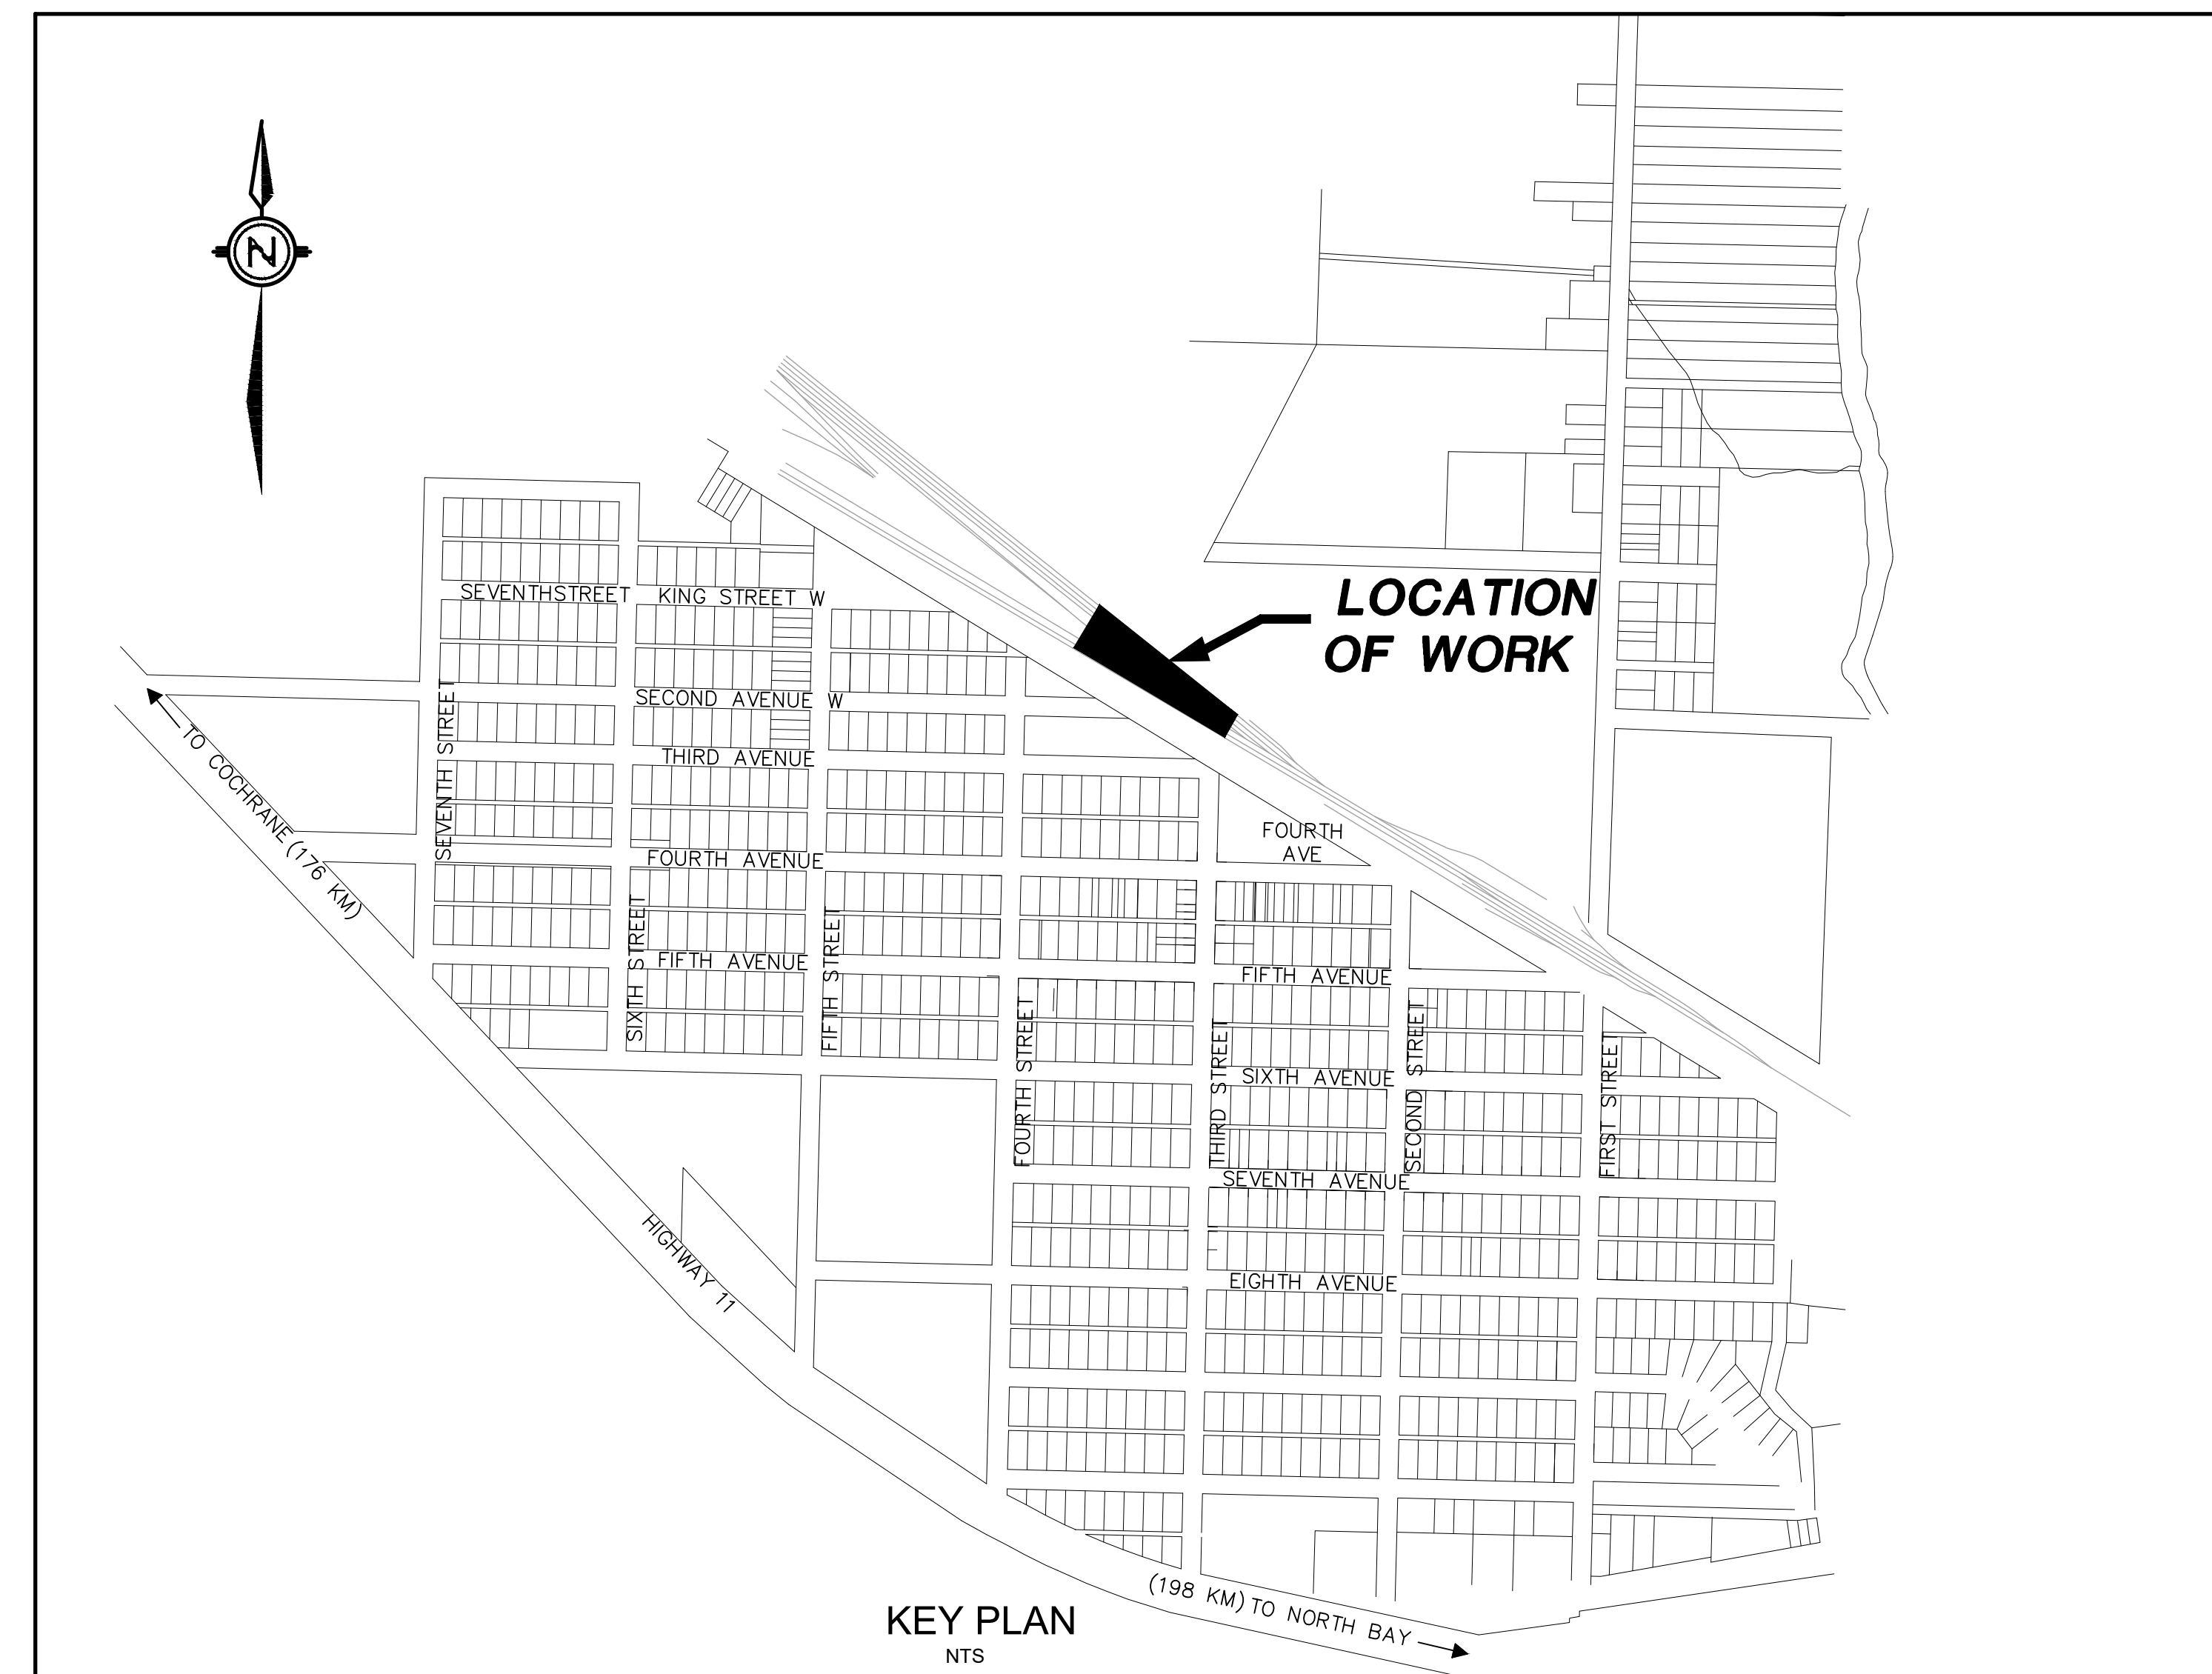 N
LOCATION
OF WORK
SEVENTHSTREET
KING STREET W
SECOND AVENUE W
THIRD AVENUE
SEVENTH STREET
TO COCHRANE (176 KM)
FOURTH
AVE
FOURTH AVENUE
SIXTH STREET
FIFTH STREET
FIFTH AVENUE
FIFTH AVENUE
FOURTH STREET
THIRD STREET
SECOND STREET
FIRST STREET
SIXTH AVENUE
SEVENTH AVENUE
HIGHWAY 11
EIGHTH AVENUE
(198 KM) TO NORTH BAY
KEY PLAN
NTS